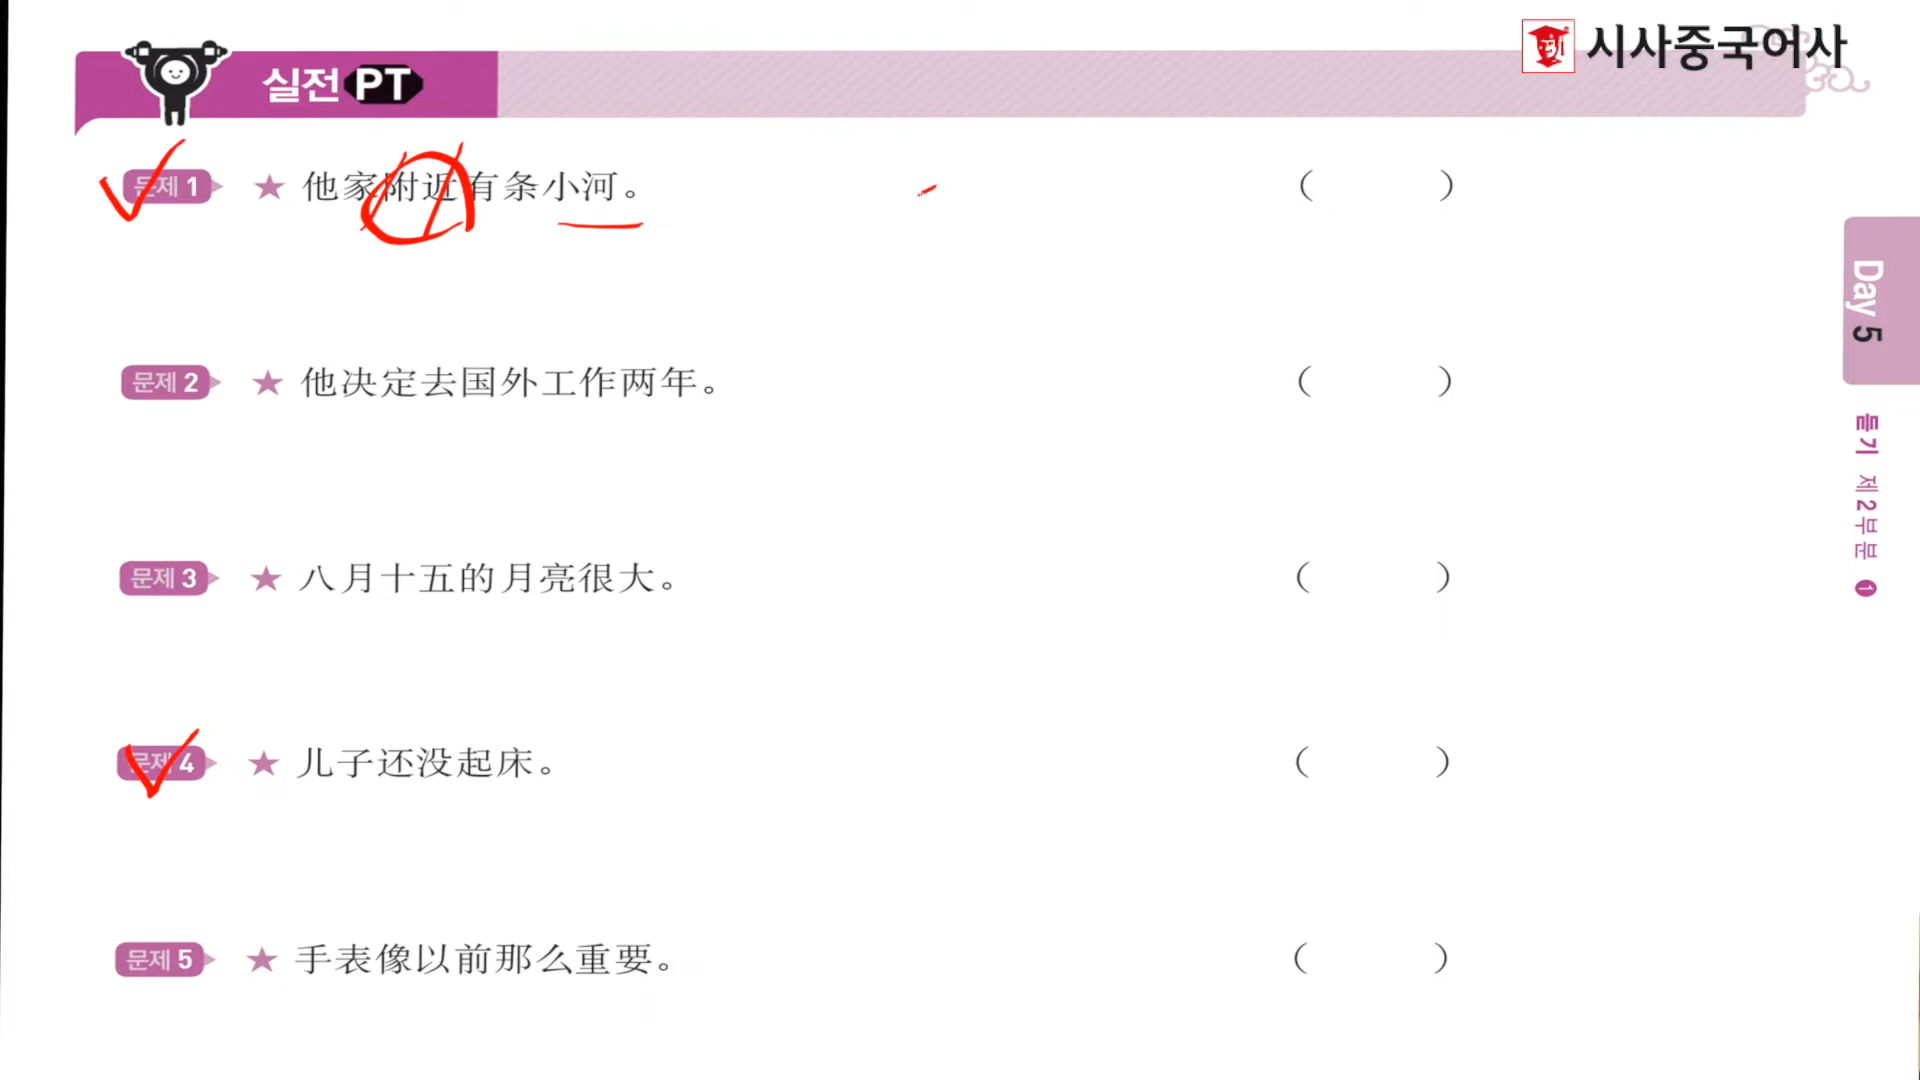 시사중국어사
실전 PT
문제 1 ★ 他家附近有条小河。 ( )
문제 2 ★ 他决定去国外工作两年。 ( )
문제 3 ★ 八月十五的月亮很大。 ( )
문제 4 ★ 儿子还没起床。 ( )
문제 5 ★ 手表像以前那么重要。 ( )
Day 5
듣기 제2부분 1